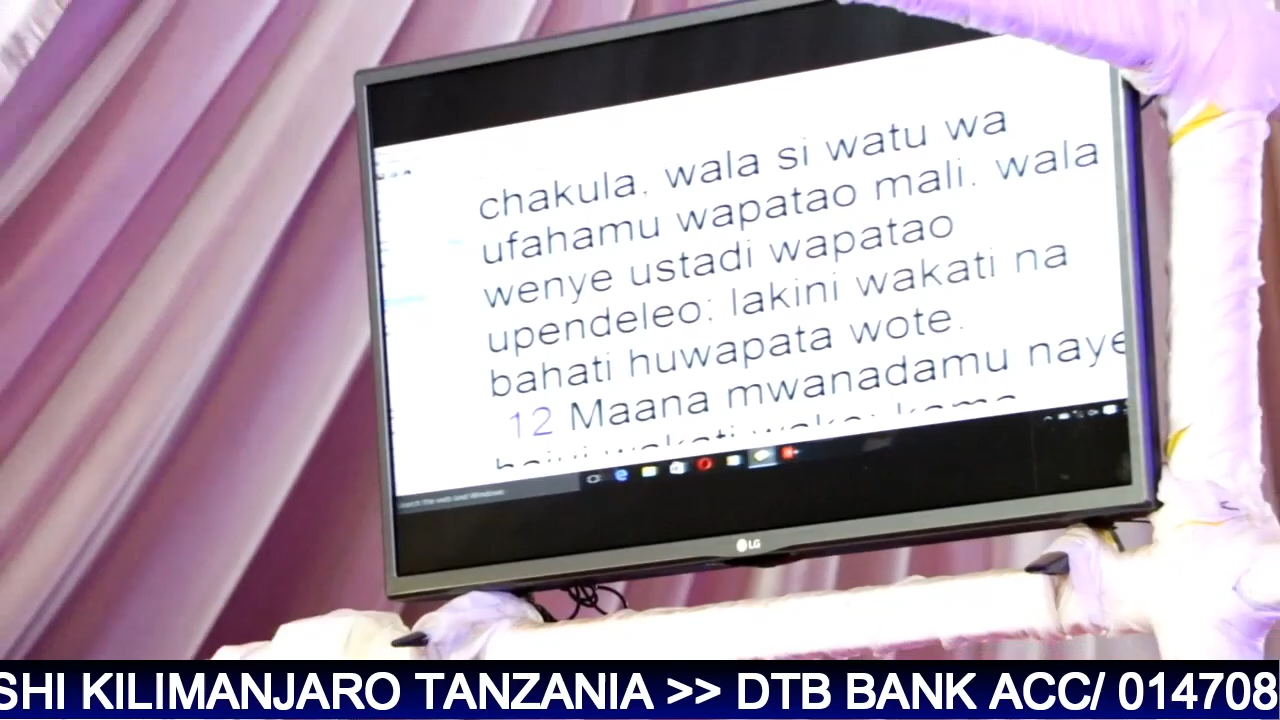 chakula, wala si watu wa
ufahamu wapatao mali, wala
wenye ustadi wapatao
upendeleo; lakini wakati na
bahati huwapata wote.
12 Maana mwanadamu naye
LG
SHI KILIMANJARO TANZANIA >> DTB BANK ACC/ 014708